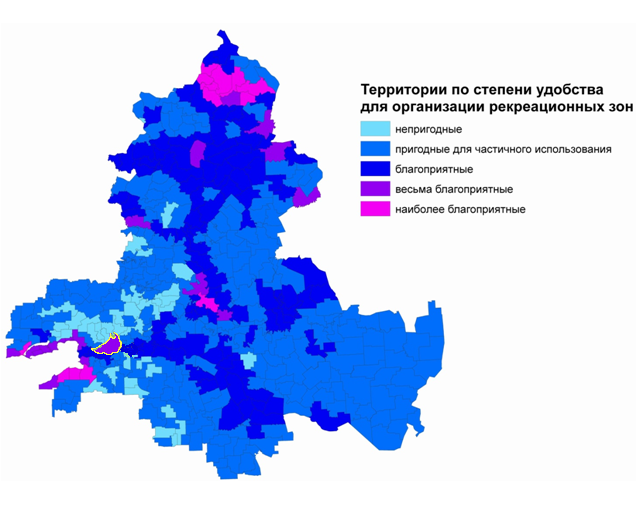 Территории по степени удобства
для организации рекреационных зон
непригодные
пригодные для частичного использования
благоприятные
весьма благоприятные
наиболее благоприятные